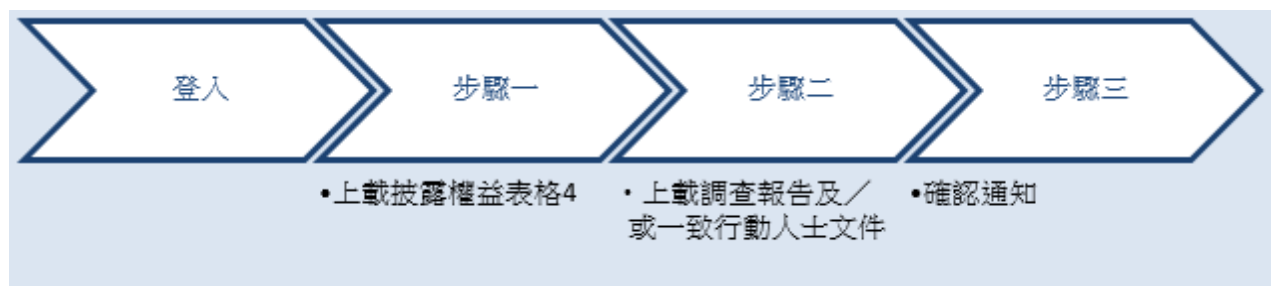 登入
步驟一
步驟二
步驟三
•上載披露權益表格4
・上載調查報告及／
或一致行動人士文件
•確認通知